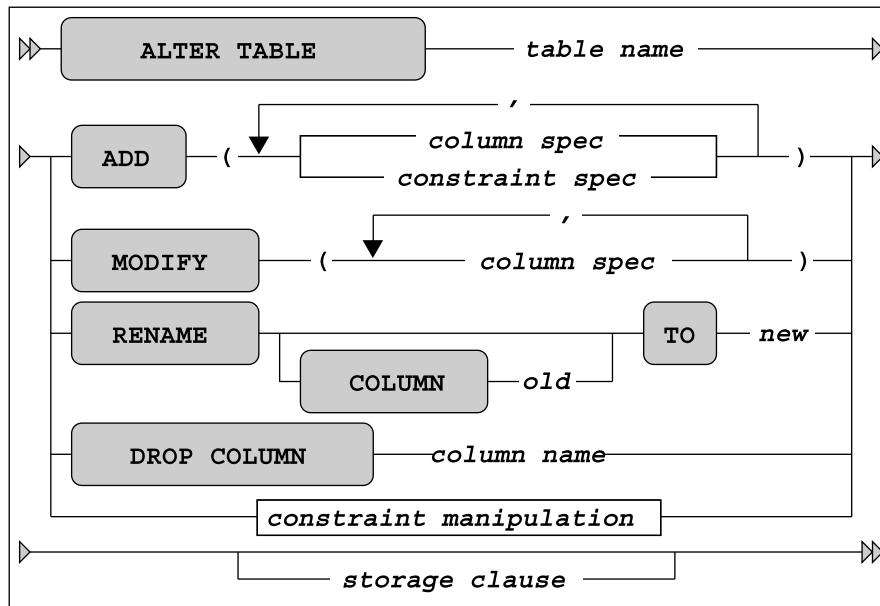 ALTER TABLE table name
,
ADD ( column spec )
constraint spec
,
MODIFY ( column spec )
RENAME TO new
COLUMN old
DROP COLUMN column name
constraint manipulation
storage clause